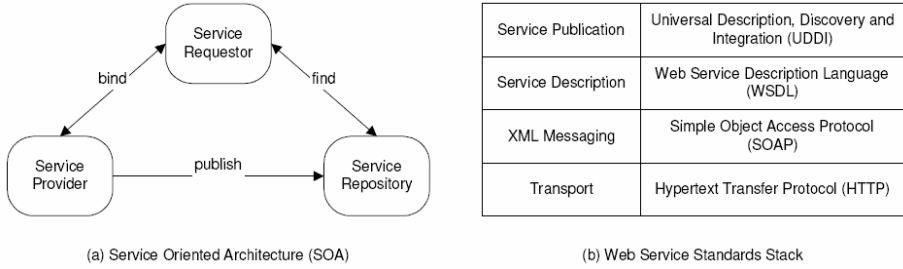 Service
Requestor
bind
find
Service
Provider
publish
Service
Repository
(a) Service Oriented Architecture (SOA)
Service Publication
Universal Description, Discovery and
Integration (UDDI)
Service Description
Web Service Description Language
(WSDL)
XML Messaging
Simple Object Access Protocol
(SOAP)
Transport
Hypertext Transfer Protocol (HTTP)
(b) Web Service Standards Stack